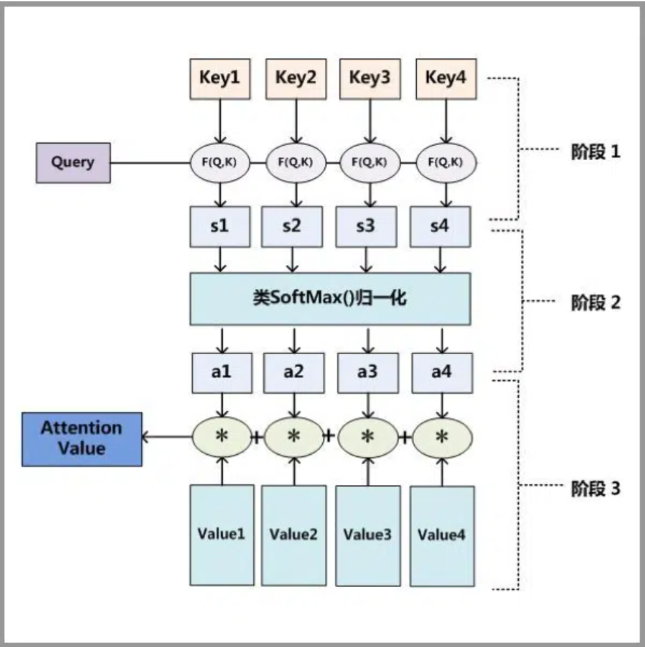 Key1 Key2 Key3 Key4
Query F(Q,K) F(Q,K) F(Q,K) F(Q,K) 阶段 1
s1 s2 s3 s4
类SoftMax()归一化 阶段 2
a1 a2 a3 a4
Attention
Value
* + * + * + *
Value1 Value2 Value3 Value4
阶段 3